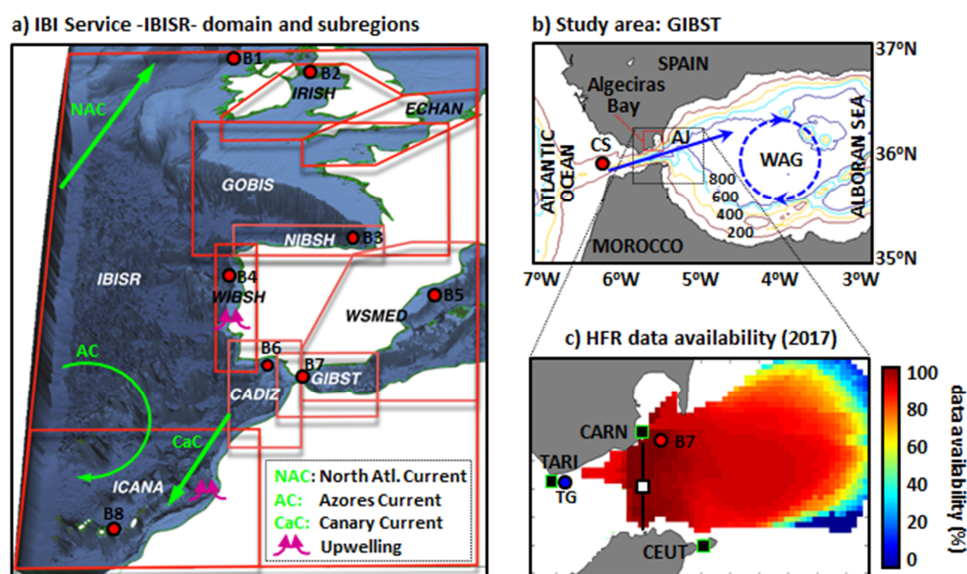 a) IBI Service -IBISR- domain and subregions
B1
B2
IRISH
ECHAN
NAC
GOBIS
NIBSH
B3
IBISR
B4
WIBSH
B5
WSMED
AC
B6
B7
CADIZ
GIBST
CaC
ICANA
B8
NAC: North Atl. Current
AC: Azores Current
CaC: Canary Current
Upwelling
b) Study area: GIBST
37ºN
SPAIN
Algeciras
Bay
ATLANTIC
OCEAN
CS
AJ
WAG
ALBORAN SEA
36ºN
800
600
400
200
MOROCCO
35ºN
7ºW
6ºW
5ºW
4ºW
3ºW
c) HFR data availability (2017)
CARN
B7
TARI
TG
CEUT
100
80
60
40
20
0
data availability (%)